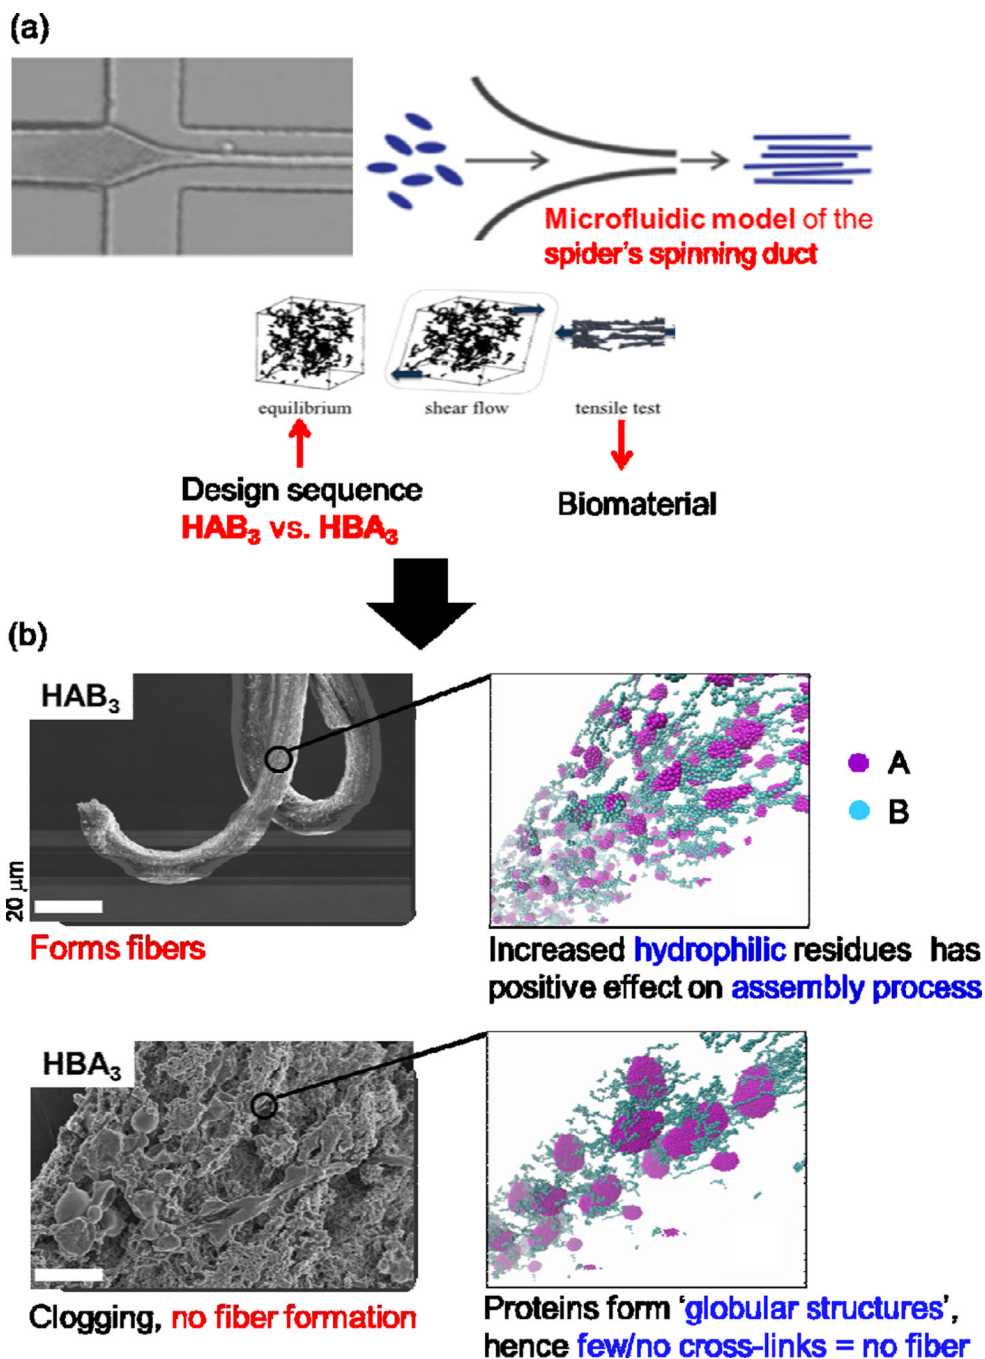 (a)
Microfluidic model of the
spider's spinning duct
equilibrium
shear flow
tensile test
Design sequence
HAB₃ vs. HBA₃
Biomaterial
(b)
HAB₃
A
B
20 μm
Forms fibers
Increased hydrophilic residues has
positive effect on assembly process
HBA₃
Clogging, no fiber formation
Proteins form 'globular structures',
hence few/no cross-links = no fiber